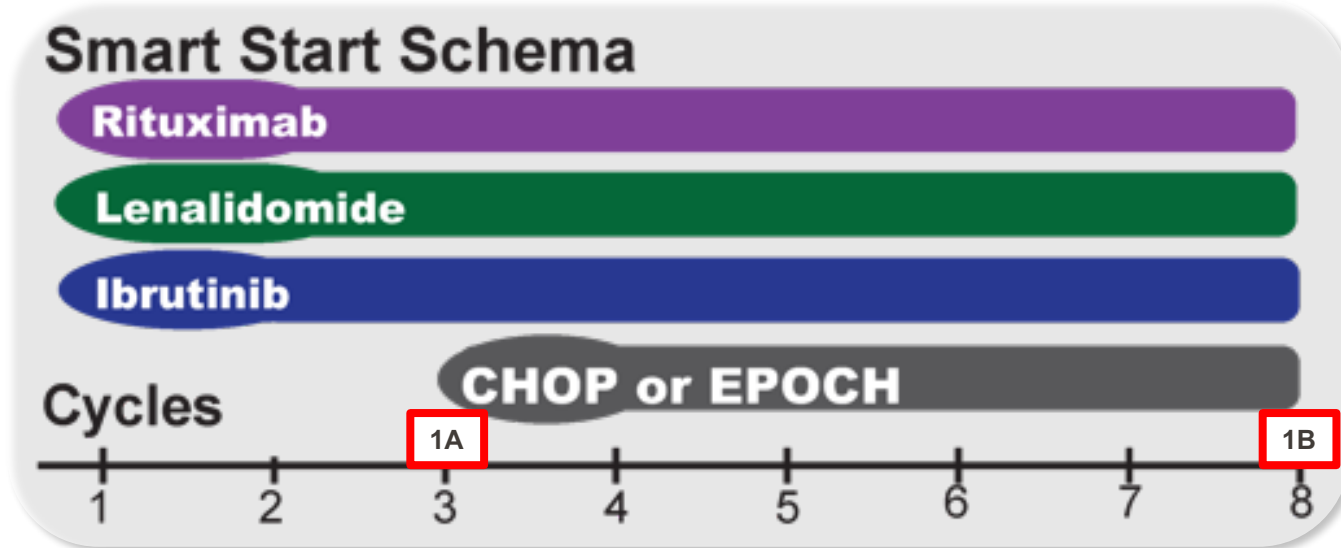 Smart Start Schema
Rituximab
Lenalidomide
Ibrutinib
CHOP or EPOCH
Cycles
1A
1B
1 2 3 4 5 6 7 8